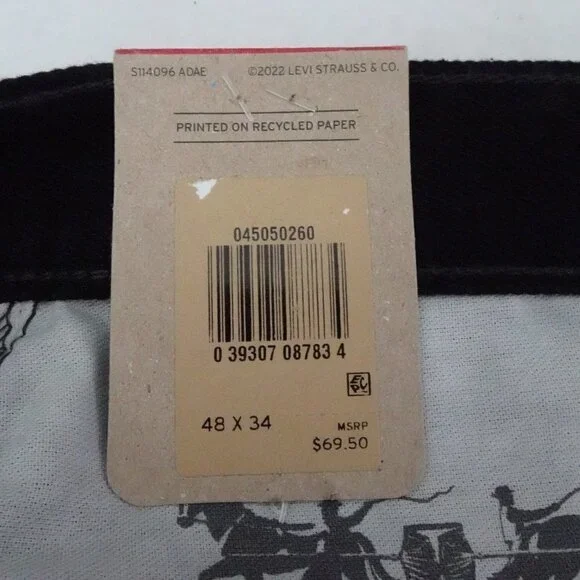 S114096 ADAE ©2022 LEVI STRAUSS & CO.
PRINTED ON RECYCLED PAPER
045050260
0 39307 08783 4
48 X 34
MSRP
$69.50